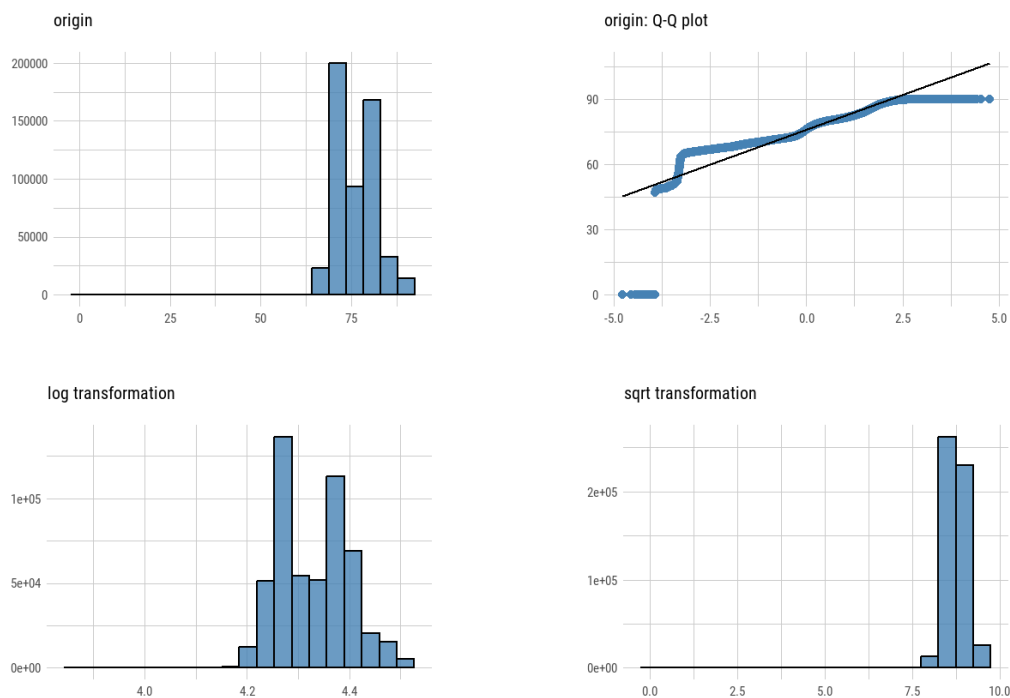 origin
200000
150000
100000
50000
0
0 25 50 75
origin: Q-Q plot
90
60
30
0
-5.0 -2.5 0.0 2.5 5.0
log transformation
1e+05
5e+04
0e+00
4.0 4.2 4.4
sqrt transformation
2e+05
1e+05
0e+00
0.0 2.5 5.0 7.5 10.0